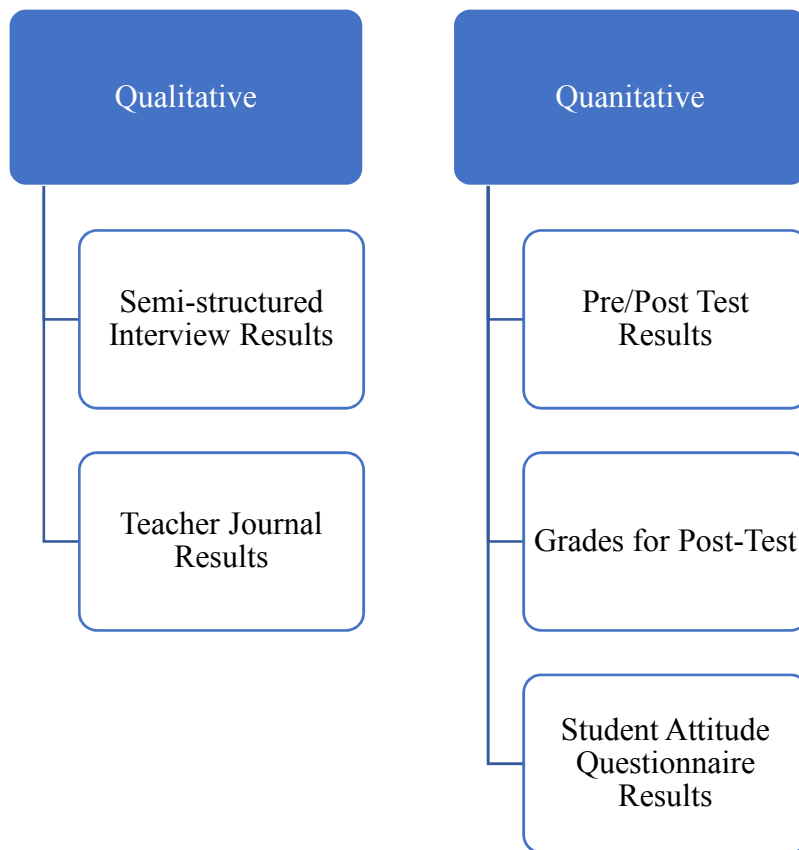 Qualitative
Semi-structured
Interview Results
Teacher Journal
Results
Quanitative
Pre/Post Test
Results
Grades for Post-Test
Student Attitude
Questionnaire
Results